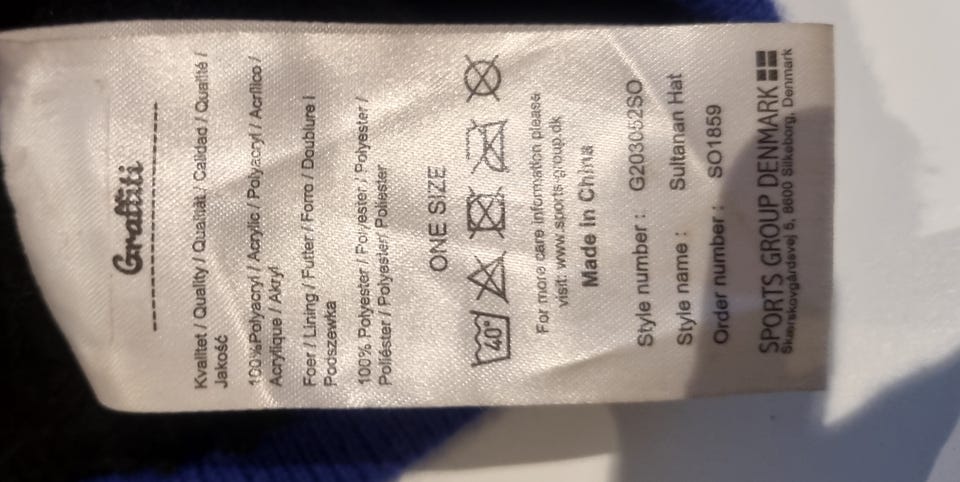 Graffiti
Kvalitet / Quality / Qualität / Calidad / Qualité /
Jakość
100%Polyacryl / Acrylic / Polyacryl / Acrílico /
Acrylique / Akryl
Foer / Lining / Futter / Forro / Doublure /
Podszewka
100% Polyester / Polyester / Polyester /
Poliéster / Polyester/ Poliester
ONE SIZE
40°
For more care information please
visit: www.sports-group.dk
Made in China
Style number : G203052SO
Style name : Sultanan Hat
Order number : SO1859
SPORTS GROUP DENMARK
Skærskovgårdsvej 5, 8600 Silkeborg, Denmark